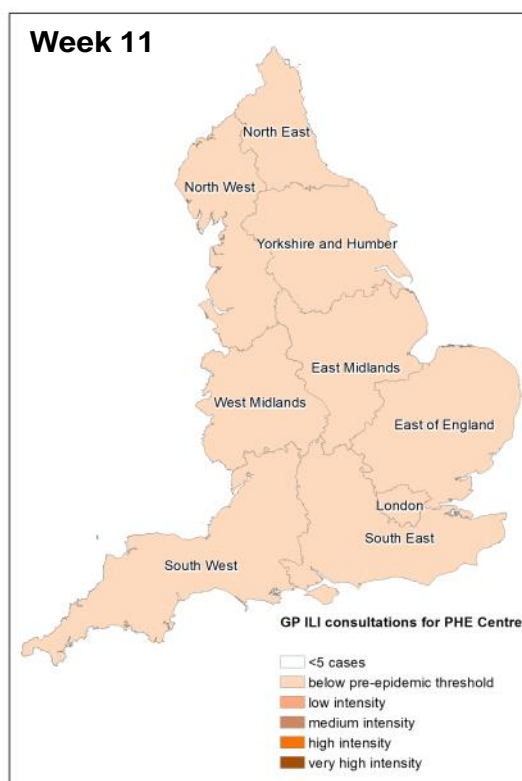 Week 11
North East
North West
Yorkshire and Humber
East Midlands
West Midlands
East of England
London
South East
South West
GP ILI consultations for PHE Centre
<5 cases
below pre-epidemic threshold
low intensity
medium intensity
high intensity
very high intensity